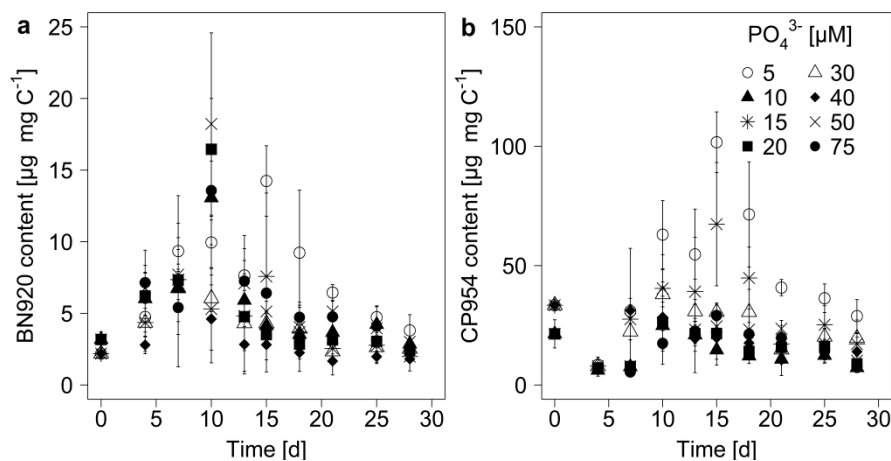 a
BN920 content [µg mg C⁻¹]
25
20
15
10
5
0
0 5 10 15 20 25 30
Time [d]
b
CP954 content [µg mg C⁻¹]
150
100
50
0
0 5 10 15 20 25 30
Time [d]
PO₄³⁻ [µM]
5 30
10 40
15 50
20 75